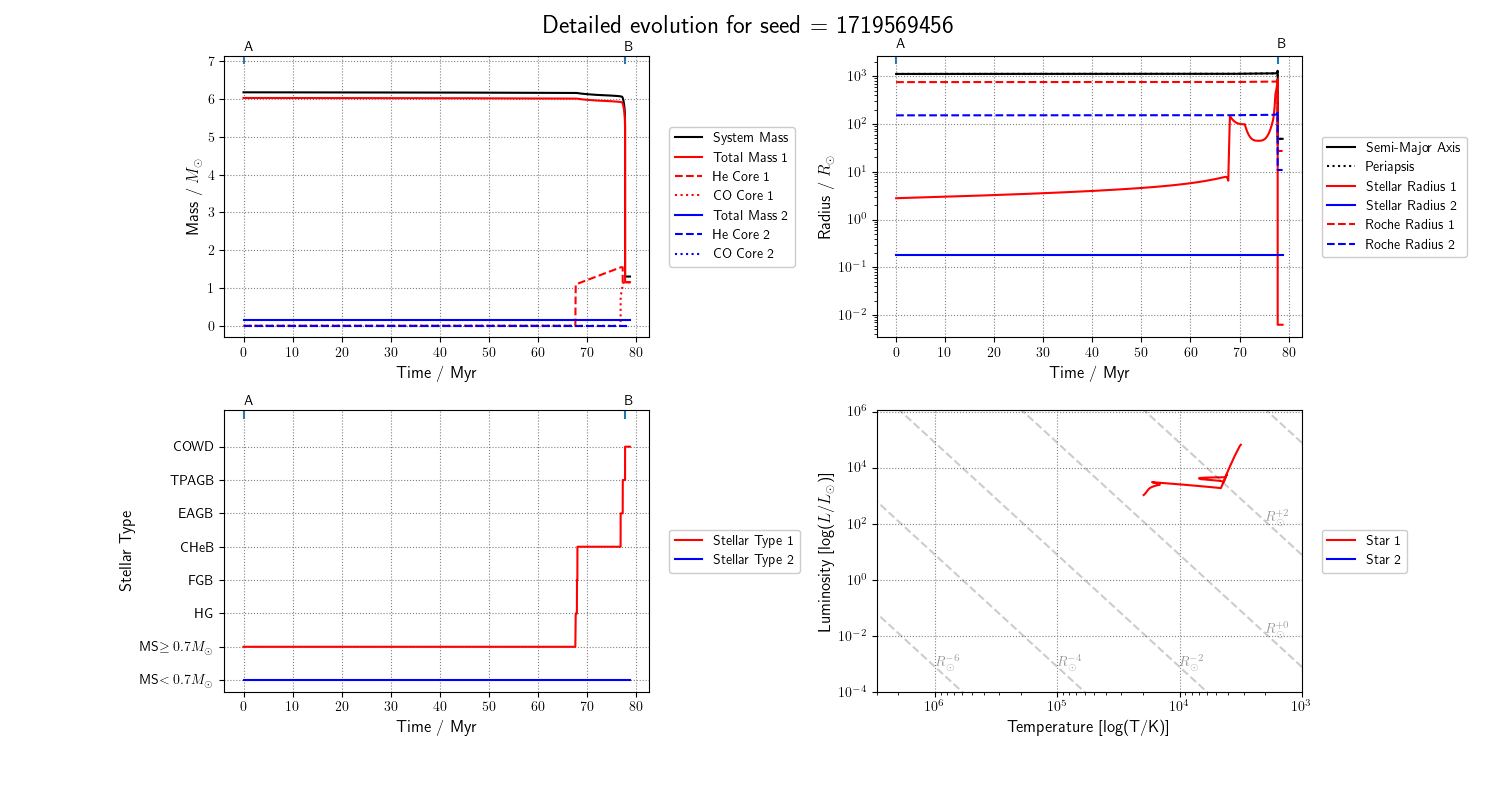 Detailed evolution for seed = 1719569456
A B
7
6
5
4
3
2
1
0
Mass / M⊙
0 10 20 30 40 50 60 70 80
Time / Myr
System Mass
Total Mass 1
He Core 1
CO Core 1
Total Mass 2
He Core 2
CO Core 2
A B
10³
10²
10¹
10⁰
10⁻¹
10⁻²
Radius / R⊙
0 10 20 30 40 50 60 70 80
Time / Myr
Semi-Major Axis
Periapsis
Stellar Radius 1
Stellar Radius 2
Roche Radius 1
Roche Radius 2
A B
COWD
TPAGB
EAGB
CHeB
FGB
HG
MS≥ 0.7M⊙
MS< 0.7M⊙
Stellar Type
0 10 20 30 40 50 60 70 80
Time / Myr
Stellar Type 1
Stellar Type 2
10⁶
10⁴
10²
10⁰
10⁻²
10⁻⁴
Luminosity [log(L/L⊙)]
R⊙⁺²
R⊙⁺⁰
R⊙⁻⁶ R⊙⁻⁴ R⊙⁻²
10⁶ 10⁵ 10⁴ 10³
Temperature [log(T/K)]
Star 1
Star 2